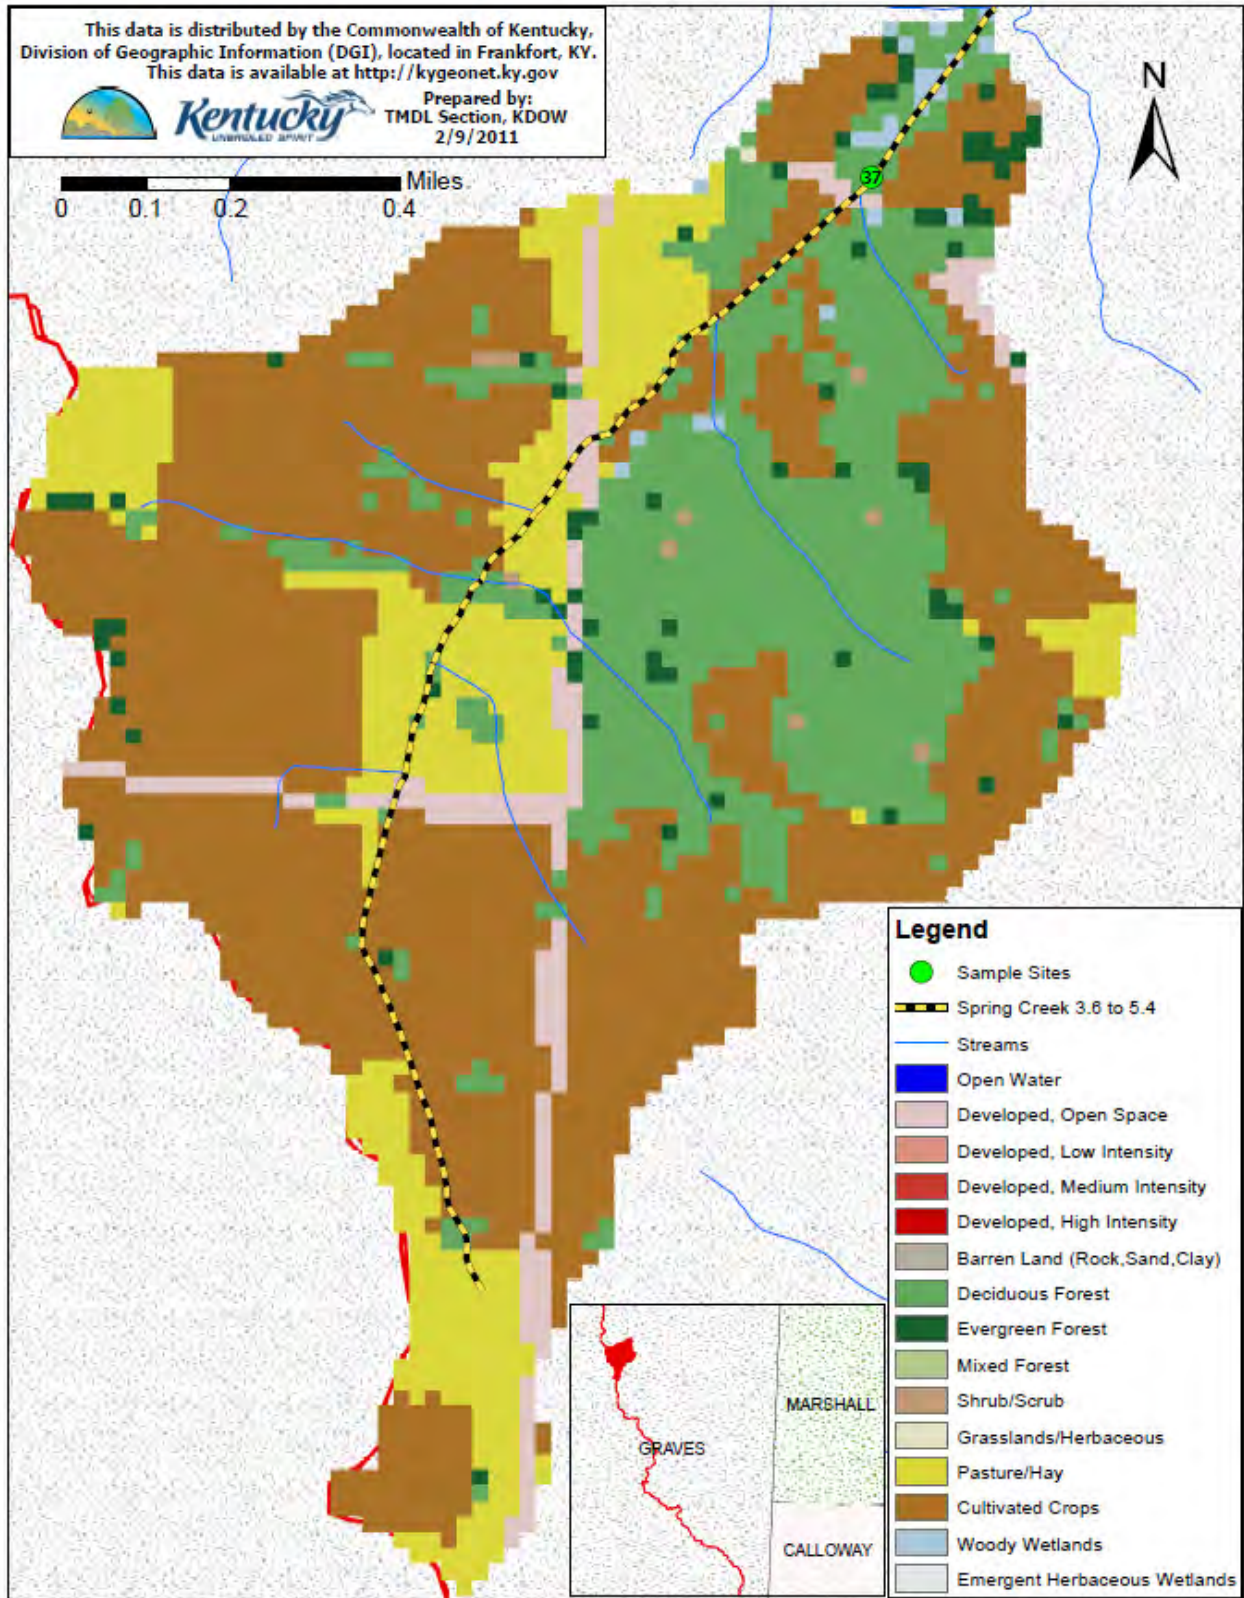 This data is distributed by the Commonwealth of Kentucky,
Division of Geographic Information (DGI), located in Frankfort, KY.
This data is available at http://kygeonet.ky.gov
Kentucky
UNBRIDLED SPIRIT
Prepared by:
TMDL Section, KDOW
2/9/2011
N
Miles
0 0.1 0.2 0.4
37
Legend
Sample Sites
Spring Creek 3.6 to 5.4
Streams
Open Water
Developed, Open Space
Developed, Low Intensity
Developed, Medium Intensity
Developed, High Intensity
Barren Land (Rock,Sand,Clay)
Deciduous Forest
Evergreen Forest
Mixed Forest
Shrub/Scrub
Grasslands/Herbaceous
Pasture/Hay
Cultivated Crops
Woody Wetlands
Emergent Herbaceous Wetlands
MARSHALL
GRAVES
CALLOWAY